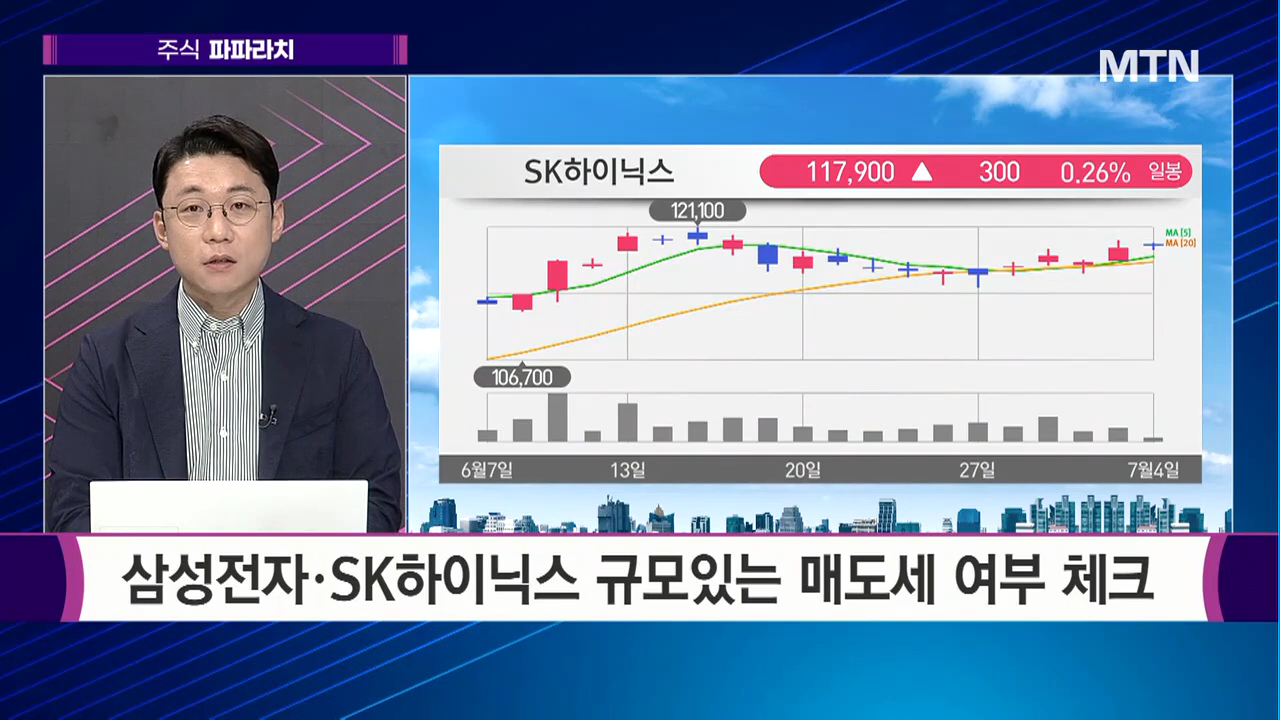 주식 파파라치
MTN
SK하이닉스
117,900 ▲ 300 0.26% 일봉
121,100
MA [5]
MA [20]
106,700
6월7일 13일 20일 27일 7월4일
삼성전자·SK하이닉스 규모있는 매도세 여부 체크